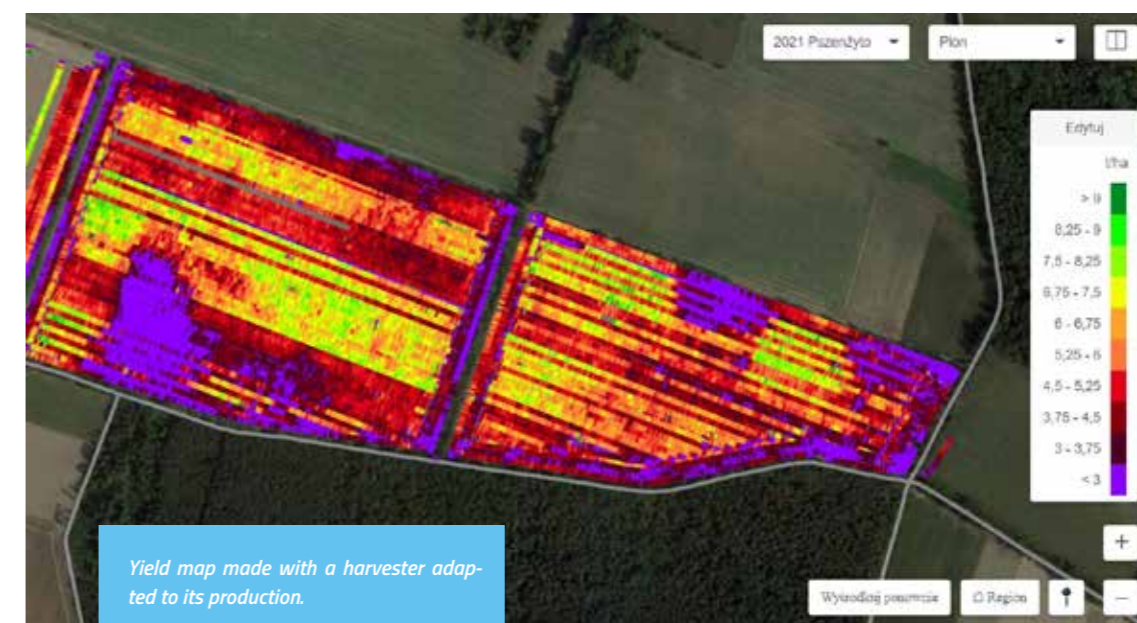 2021 Pszenżyto
Plon
Edytuj
t/ha
> 9
8,25 - 9
7,5 - 8,25
6,75 - 7,5
6 - 6,75
5,25 - 6
4,5 - 5,25
3,75 - 4,5
3 - 3,75
< 3
+
Yield map made with a harvester adap-
ted to its production.
Wyśrodkuj ponownie
Region
−